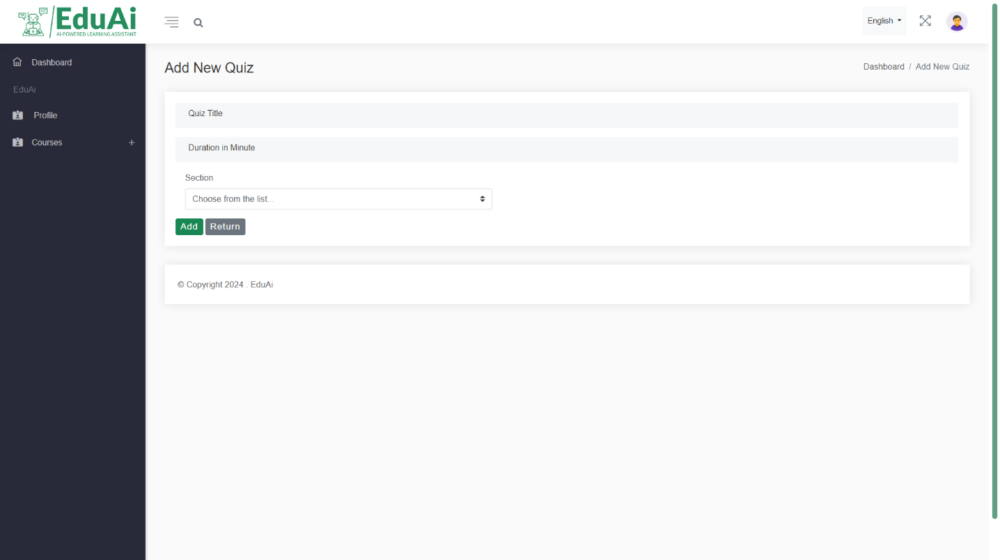 EduAi
AI-POWERED LEARNING ASSISTANT
English
Dashboard
EduAi
Profile
Courses +
Add New Quiz
Dashboard / Add New Quiz
Quiz Title
Duration in Minute
Section
Choose from the list...
Add Return
© Copyright 2024 . EduAi